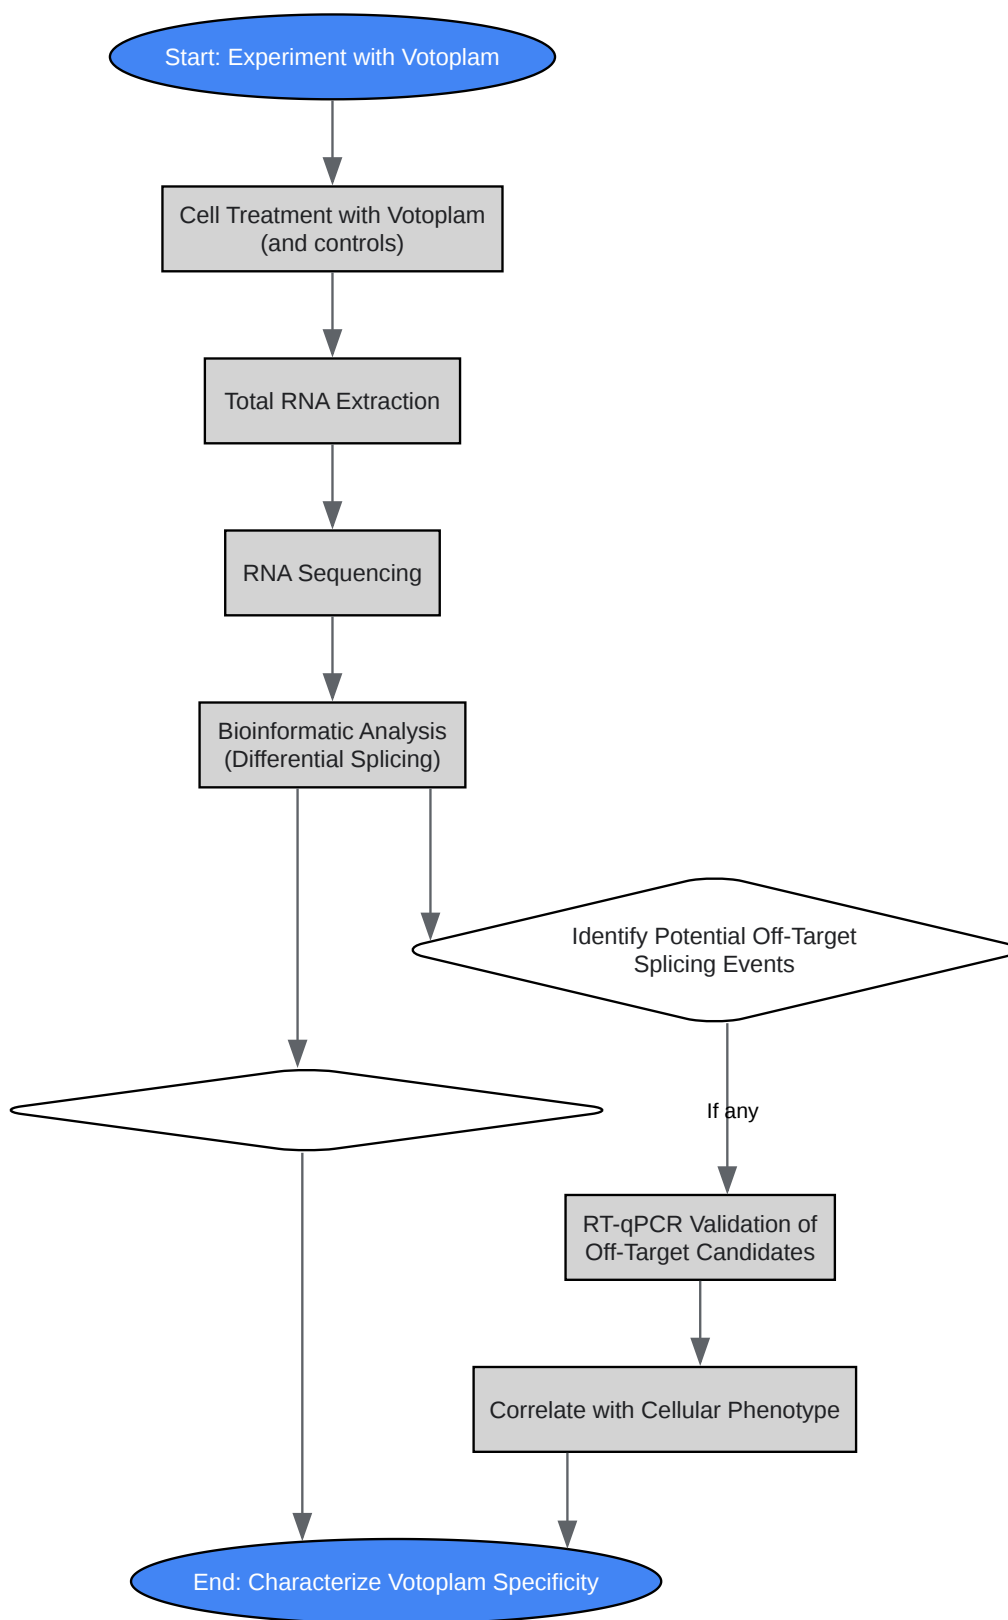 Start: Experiment with Votoplam
Cell Treatment with Votoplam
(and controls)
Total RNA Extraction
RNA Sequencing
Bioinformatic Analysis
(Differential Splicing)
Identify Potential Off-Target
Splicing Events
If any
RT-qPCR Validation of
Off-Target Candidates
Correlate with Cellular Phenotype
End: Characterize Votoplam Specificity